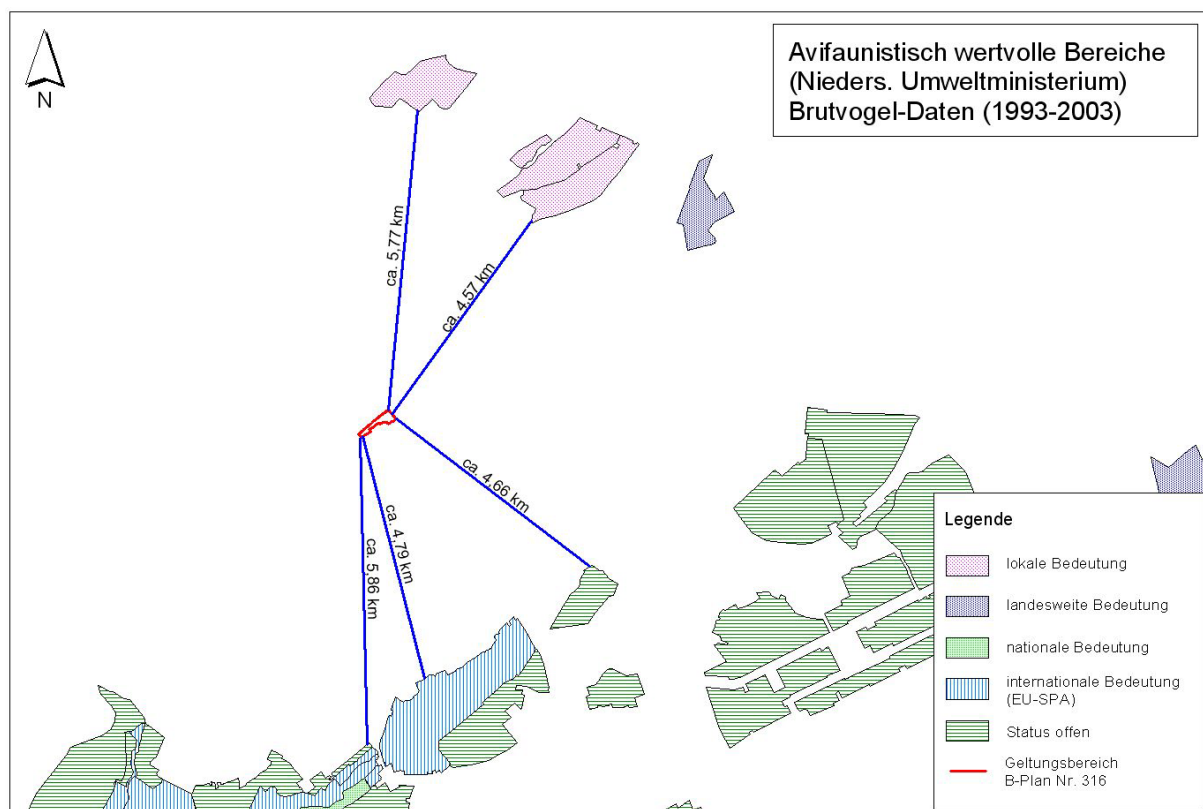 N
Avifaunistisch wertvolle Bereiche
(Nieders. Umweltministerium)
Brutvogel-Daten (1993-2003)
ca. 5,77 km
ca. 4,57 km
ca. 4,66 km
ca. 4,79 km
ca. 5,86 km
Legende
lokale Bedeutung
landesweite Bedeutung
nationale Bedeutung
internationale Bedeutung
(EU-SPA)
Status offen
Geltungsbereich
B-Plan Nr. 316